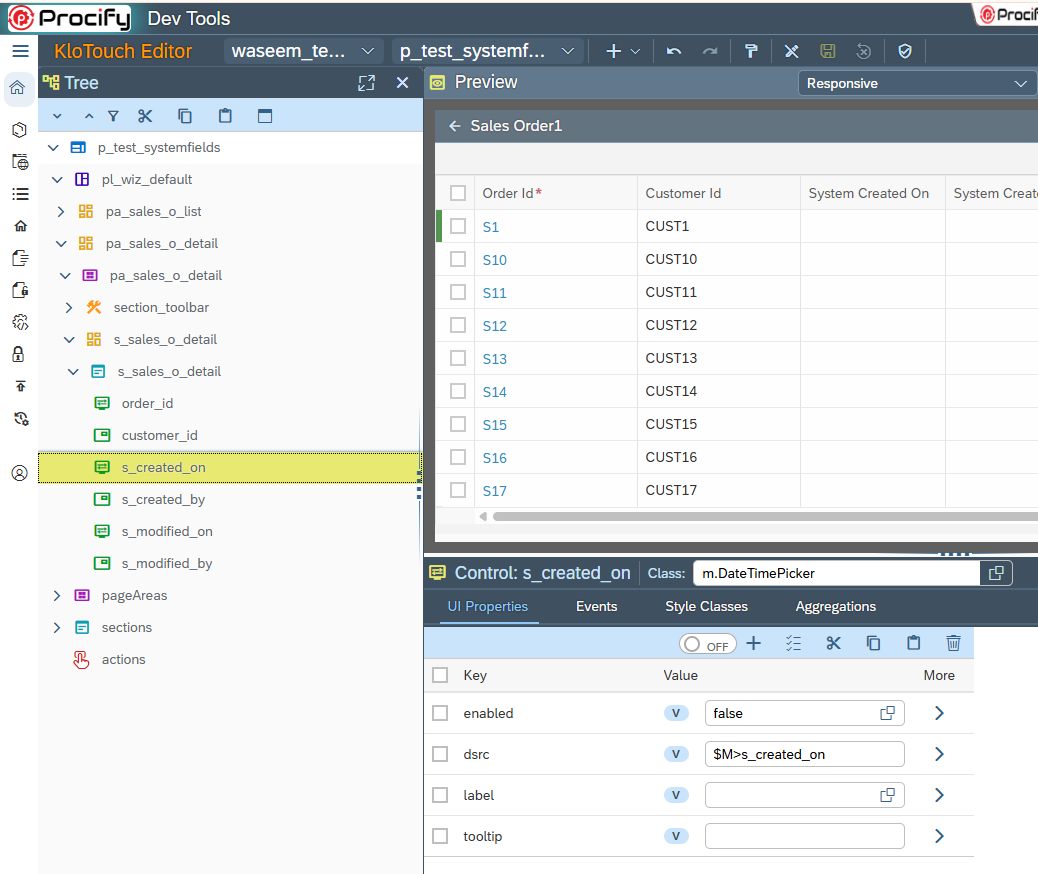 Procify Dev Tools Procif
KloTouch Editor waseem_te... p_test_systemf...
Tree
Preview Responsive
p_test_systemfields
pl_wiz_default
pa_sales_o_list
pa_sales_o_detail
pa_sales_o_detail
section_toolbar
s_sales_o_detail
s_sales_o_detail
order_id
customer_id
s_created_on
s_created_by
s_modified_on
s_modified_by
pageAreas
sections
actions
Sales Order1
Order Id* Customer Id System Created On System Create
S1 CUST1
S10 CUST10
S11 CUST11
S12 CUST12
S13 CUST13
S14 CUST14
S15 CUST15
S16 CUST16
S17 CUST17
Control: s_created_on Class: m.DateTimePicker
UI Properties Events Style Classes Aggregations
OFF
Key Value More
enabled V false
dsrc V $M>s_created_on
label V
tooltip V